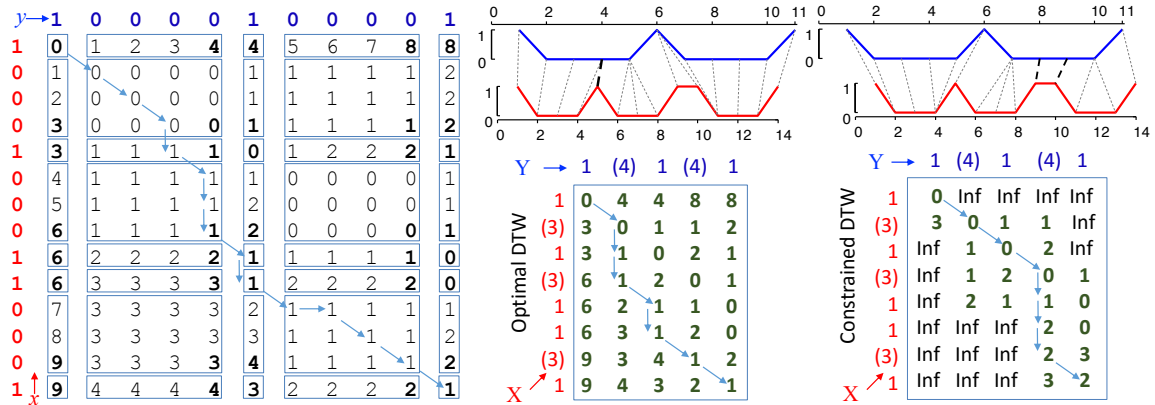 y 1 0 0 0 0 1 0 0 0 0 1
1 0 1 2 3 4 4 5 6 7 8 8
0 1 0 0 0 0 1 1 1 1 1 2
0 2 0 0 0 0 1 1 1 1 1 2
0 3 0 0 0 0 1 1 1 1 1 2
1 3 1 1 1 1 0 1 2 2 2 1
0 4 1 1 1 1 1 0 0 0 0 1
0 5 1 1 1 1 2 0 0 0 0 1
0 6 1 1 1 1 2 0 0 0 0 1
1 6 2 2 2 2 1 1 1 1 1 0
1 6 3 3 3 3 1 2 2 2 2 0
0 7 3 3 3 3 2 1 1 1 1 1
0 8 3 3 3 3 3 1 1 1 1 2
0 9 3 3 3 3 4 1 1 1 1 2
1 9 4 4 4 4 3 2 2 2 2 1
x
0 2 4 6 8 10 11
1
0
1
0
0 2 4 6 8 10 12 14
Y 1 (4) 1 (4) 1
Optimal DTW
1 0 4 4 8 8
(3) 3 0 1 1 2
1 3 1 0 2 1
(3) 6 1 2 0 1
1 6 2 1 1 0
1 6 3 1 2 0
(3) 9 3 4 1 2
1 9 4 3 2 1
X
0 2 4 6 8 10 11
1
0
1
0
0 2 4 6 8 10 12 14
Y 1 (4) 1 (4) 1
Constrained DTW
1 0 Inf Inf Inf Inf
(3) 3 0 1 1 Inf
1 Inf 1 0 2 Inf
(3) Inf 1 2 0 1
1 Inf 2 1 1 0
1 Inf Inf Inf 2 0
(3) Inf Inf Inf 2 3
1 Inf Inf Inf 3 2
X